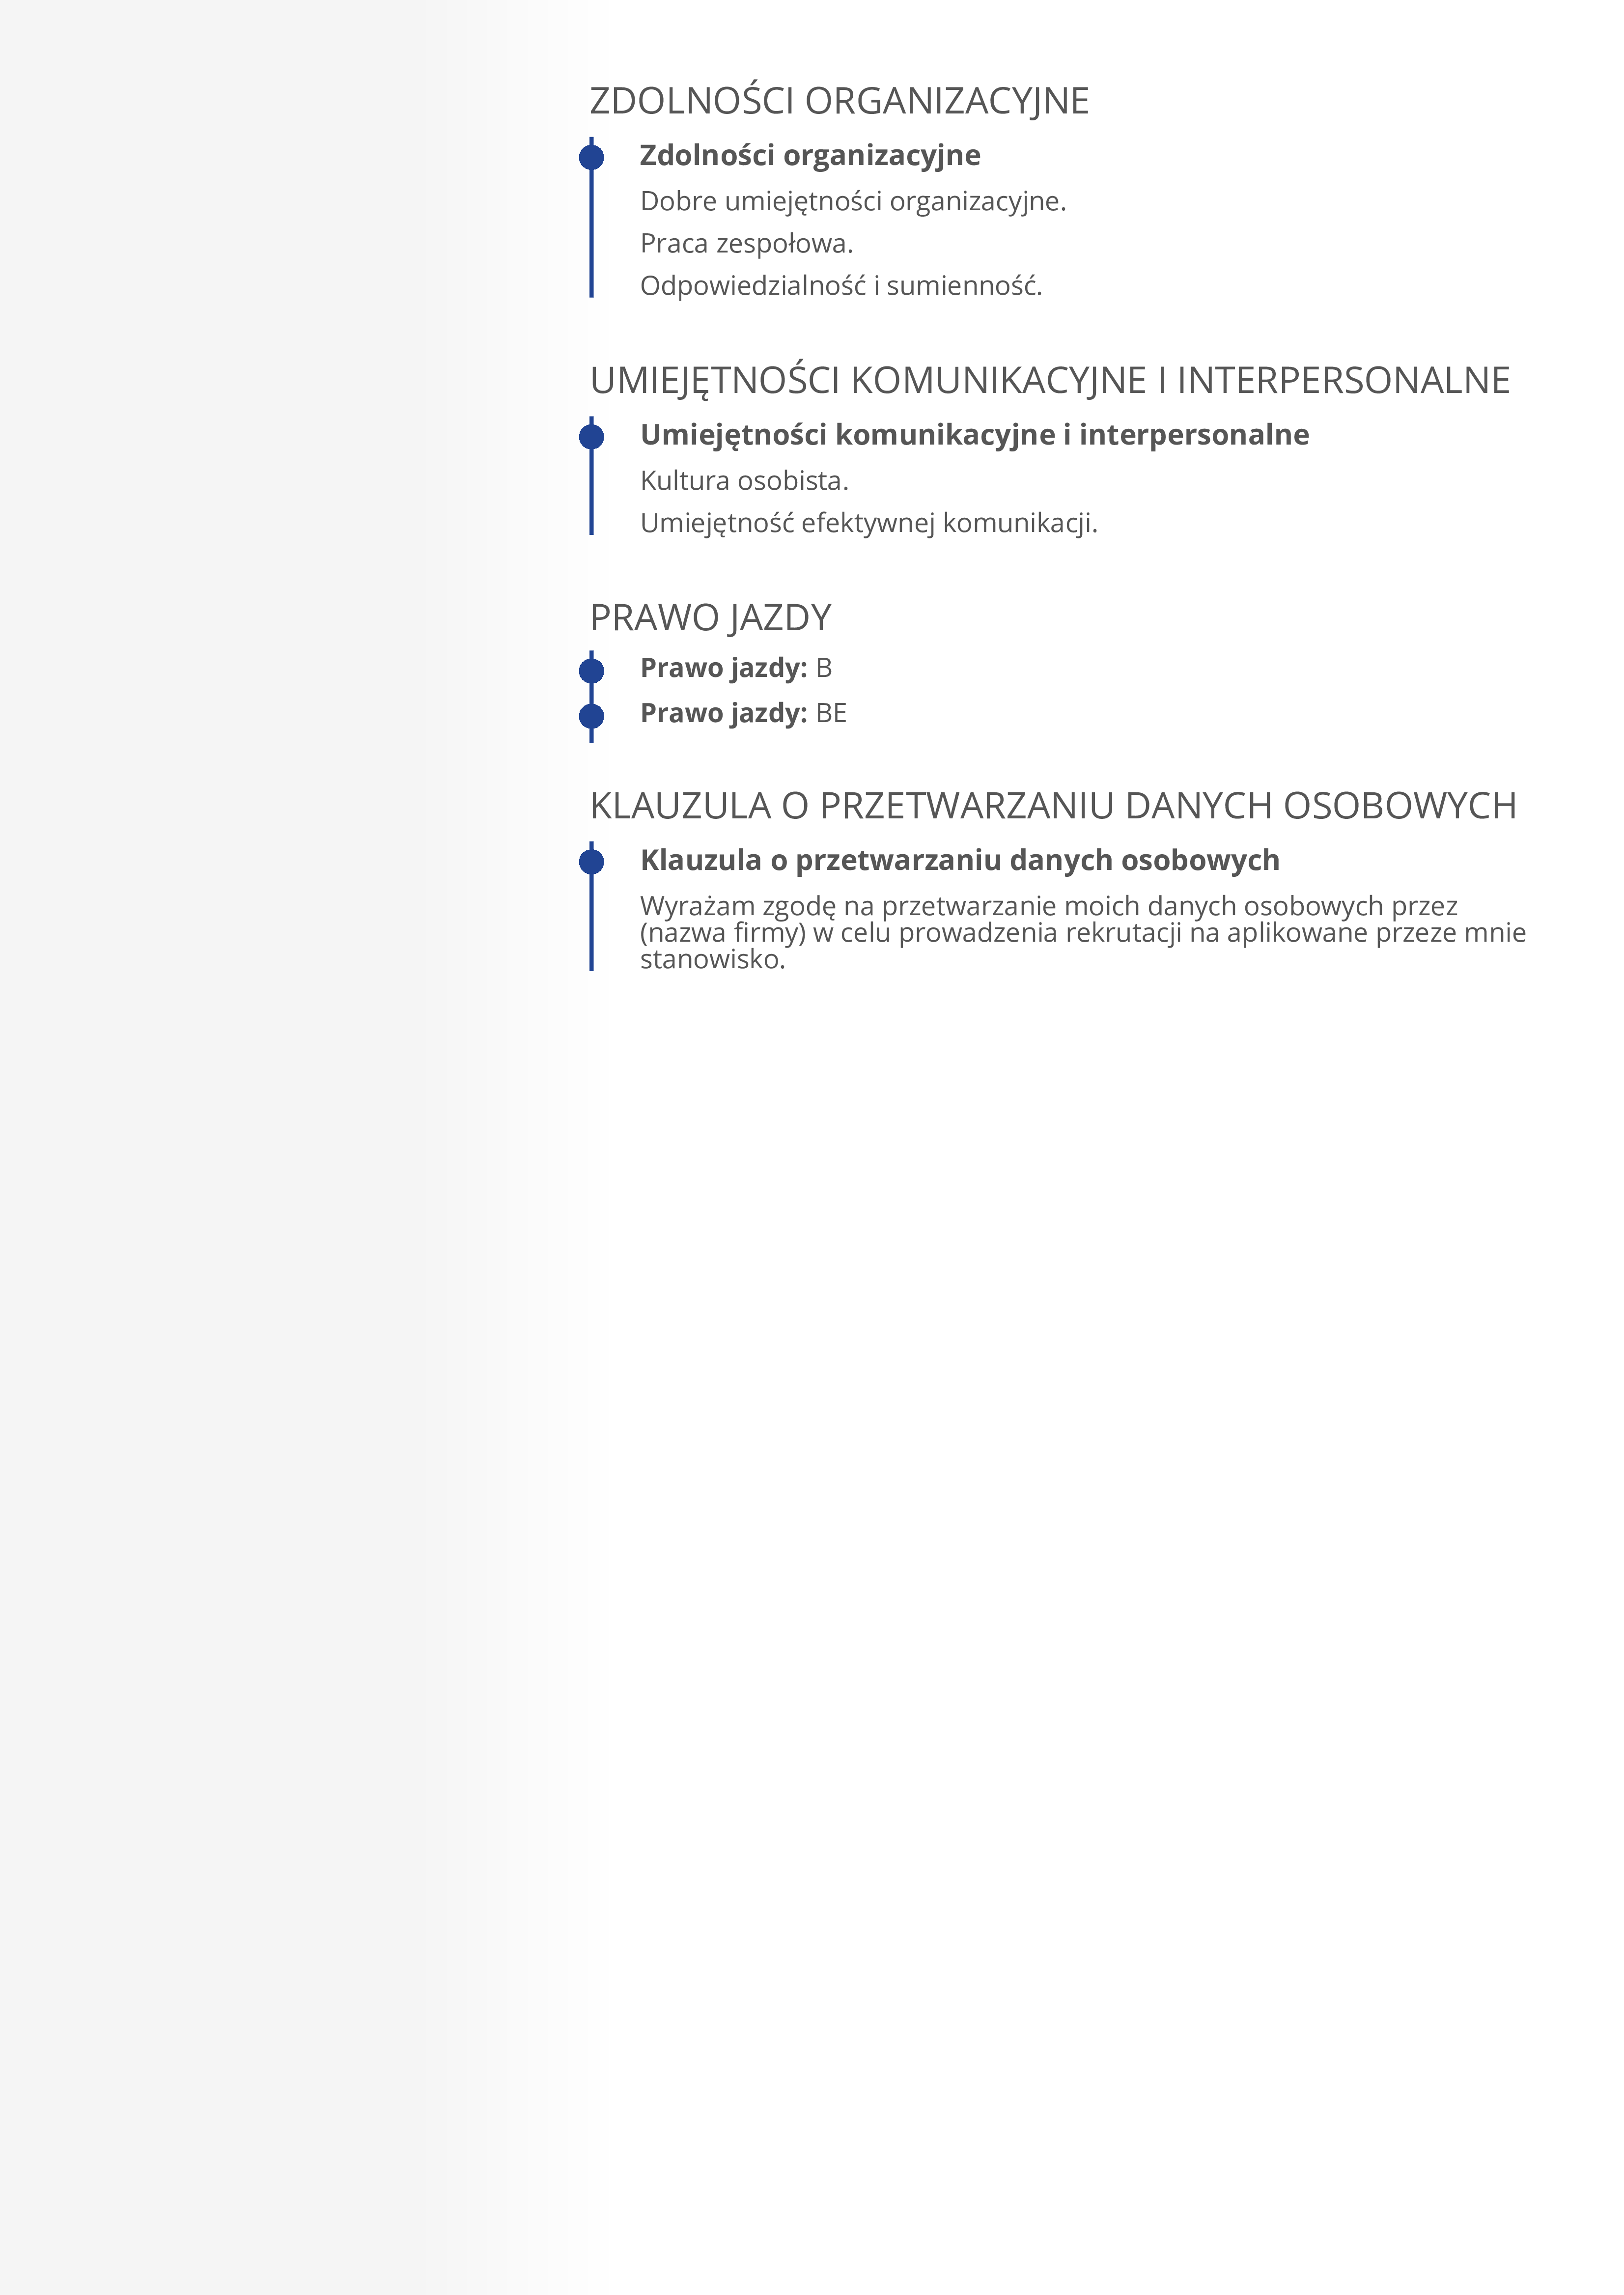 ZDOLNOŚCI ORGANIZACYJNE
Zdolności organizacyjne
Dobre umiejętności organizacyjne.
Praca zespołowa.
Odpowiedzialność i sumienność.
UMIEJĘTNOŚCI KOMUNIKACYJNE I INTERPERSONALNE
Umiejętności komunikacyjne i interpersonalne
Kultura osobista.
Umiejętność efektywnej komunikacji.
PRAWO JAZDY
Prawo jazdy: B
Prawo jazdy: BE
KLAUZULA O PRZETWARZANIU DANYCH OSOBOWYCH
Klauzula o przetwarzaniu danych osobowych
Wyrażam zgodę na przetwarzanie moich danych osobowych przez
(nazwa firmy) w celu prowadzenia rekrutacji na aplikowane przeze mnie
stanowisko.